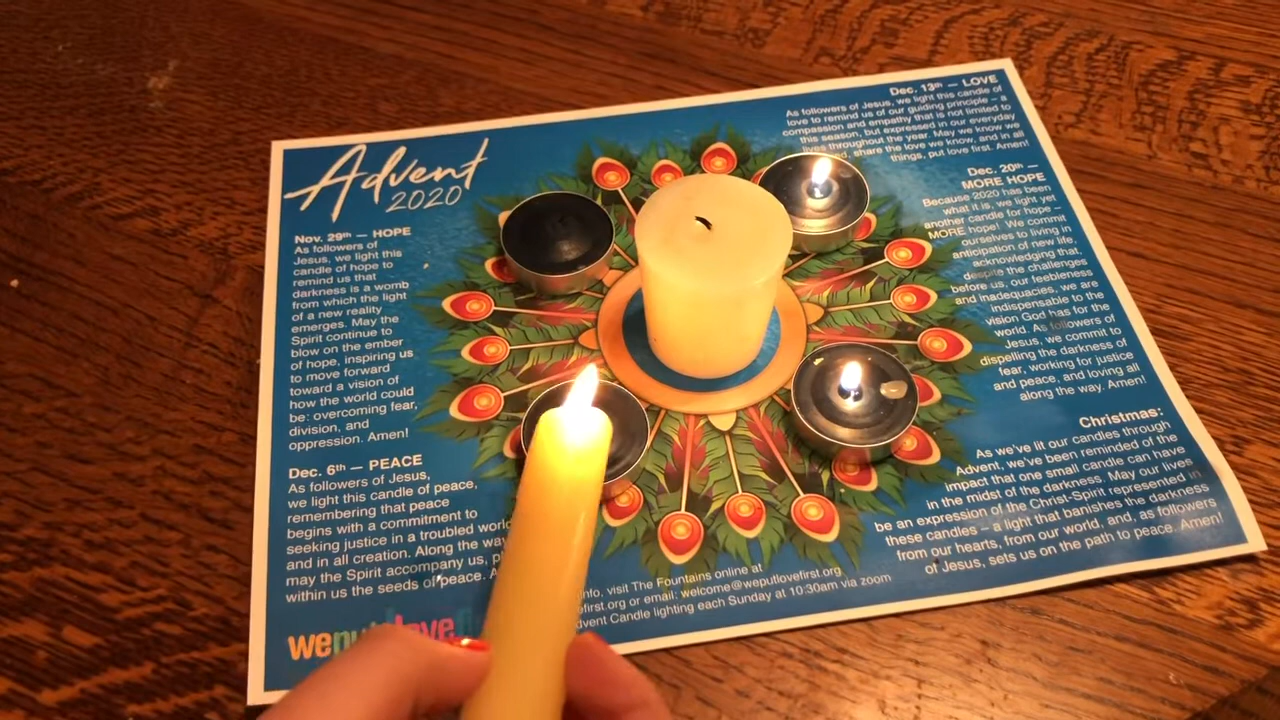 Advent
2020
Nov. 29th — HOPE
As followers of
Jesus, we light this
candle of hope to
remind us that
darkness is a womb
from which the light
of a new reality
emerges. May the
Spirit continue to
blow on the ember
of hope, inspiring us
to move forward
toward a vision of
how the world could
be: overcoming fear,
division, and
oppression. Amen!
Dec. 6th — PEACE
As followers of Jesus,
we light this candle of peace,
remembering that peace
begins with a commitment to
seeking justice in a troubled world
and in all creation. Along the way
may the Spirit accompany us,
within us the seeds of peace.
we love
info, visit The Fountains online at
first.org or email: welcome@weputlovefirst.org
dvent Candle lighting each Sunday at 10:30am via zoom
Dec. 13th — LOVE
As followers of Jesus, we light this candle of
love to remind us of our guiding principle – a
compassion and empathy that is not limited to
this season, but expressed in our everyday
lives throughout the year. May we know we
share the love we know, and in all
things, put love first. Amen!
Dec. 20th —
MORE HOPE
Because 2020 has been
what it is, we light yet
another candle for hope –
MORE hope! We commit
ourselves to living in
anticipation of new life,
acknowledging that,
despite the challenges
before us, our feebleness
and inadequacies, we are
indispensable to the
vision God has for the
world. As followers of
Jesus, we commit to
dispelling the darkness of
fear, working for justice
and peace, and loving all
along the way. Amen!
Christmas:
As we've lit our candles through
Advent, we've been reminded of the
impact that one small candle can have
in the midst of the darkness. May our lives
be an expression of the Christ-Spirit represented in
these candles – a light that banishes the darkness
from our hearts, from our world, and, as followers
of Jesus, sets us on the path to peace. Amen!